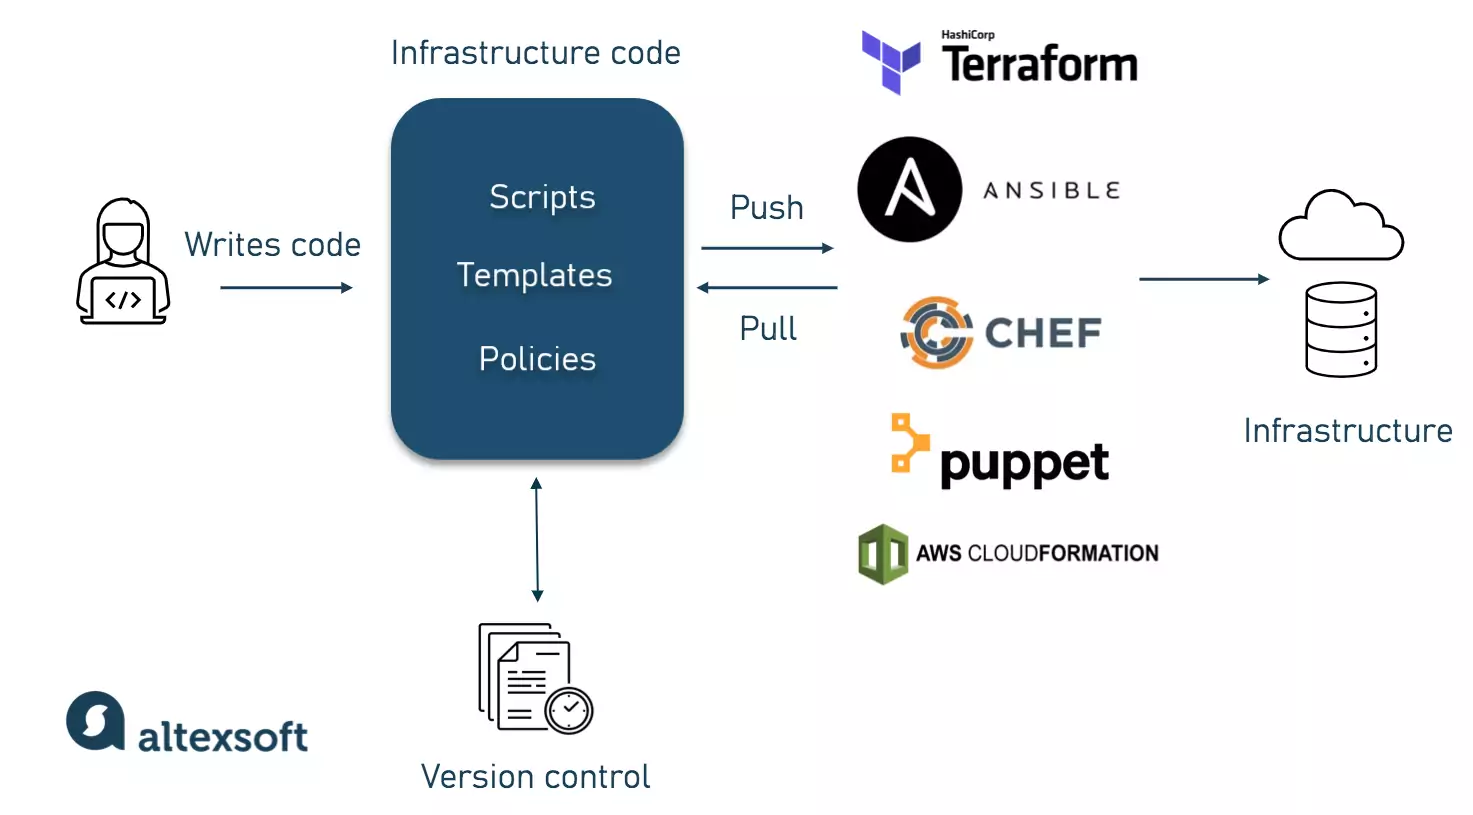 Infrastructure code
Scripts
Templates
Policies
Writes code
</>
Push
Pull
HashiCorp
Terraform
ANSIBLE
CHEF
puppet
AWS CLOUDFORMATION
Infrastructure
Version control
altexsoft